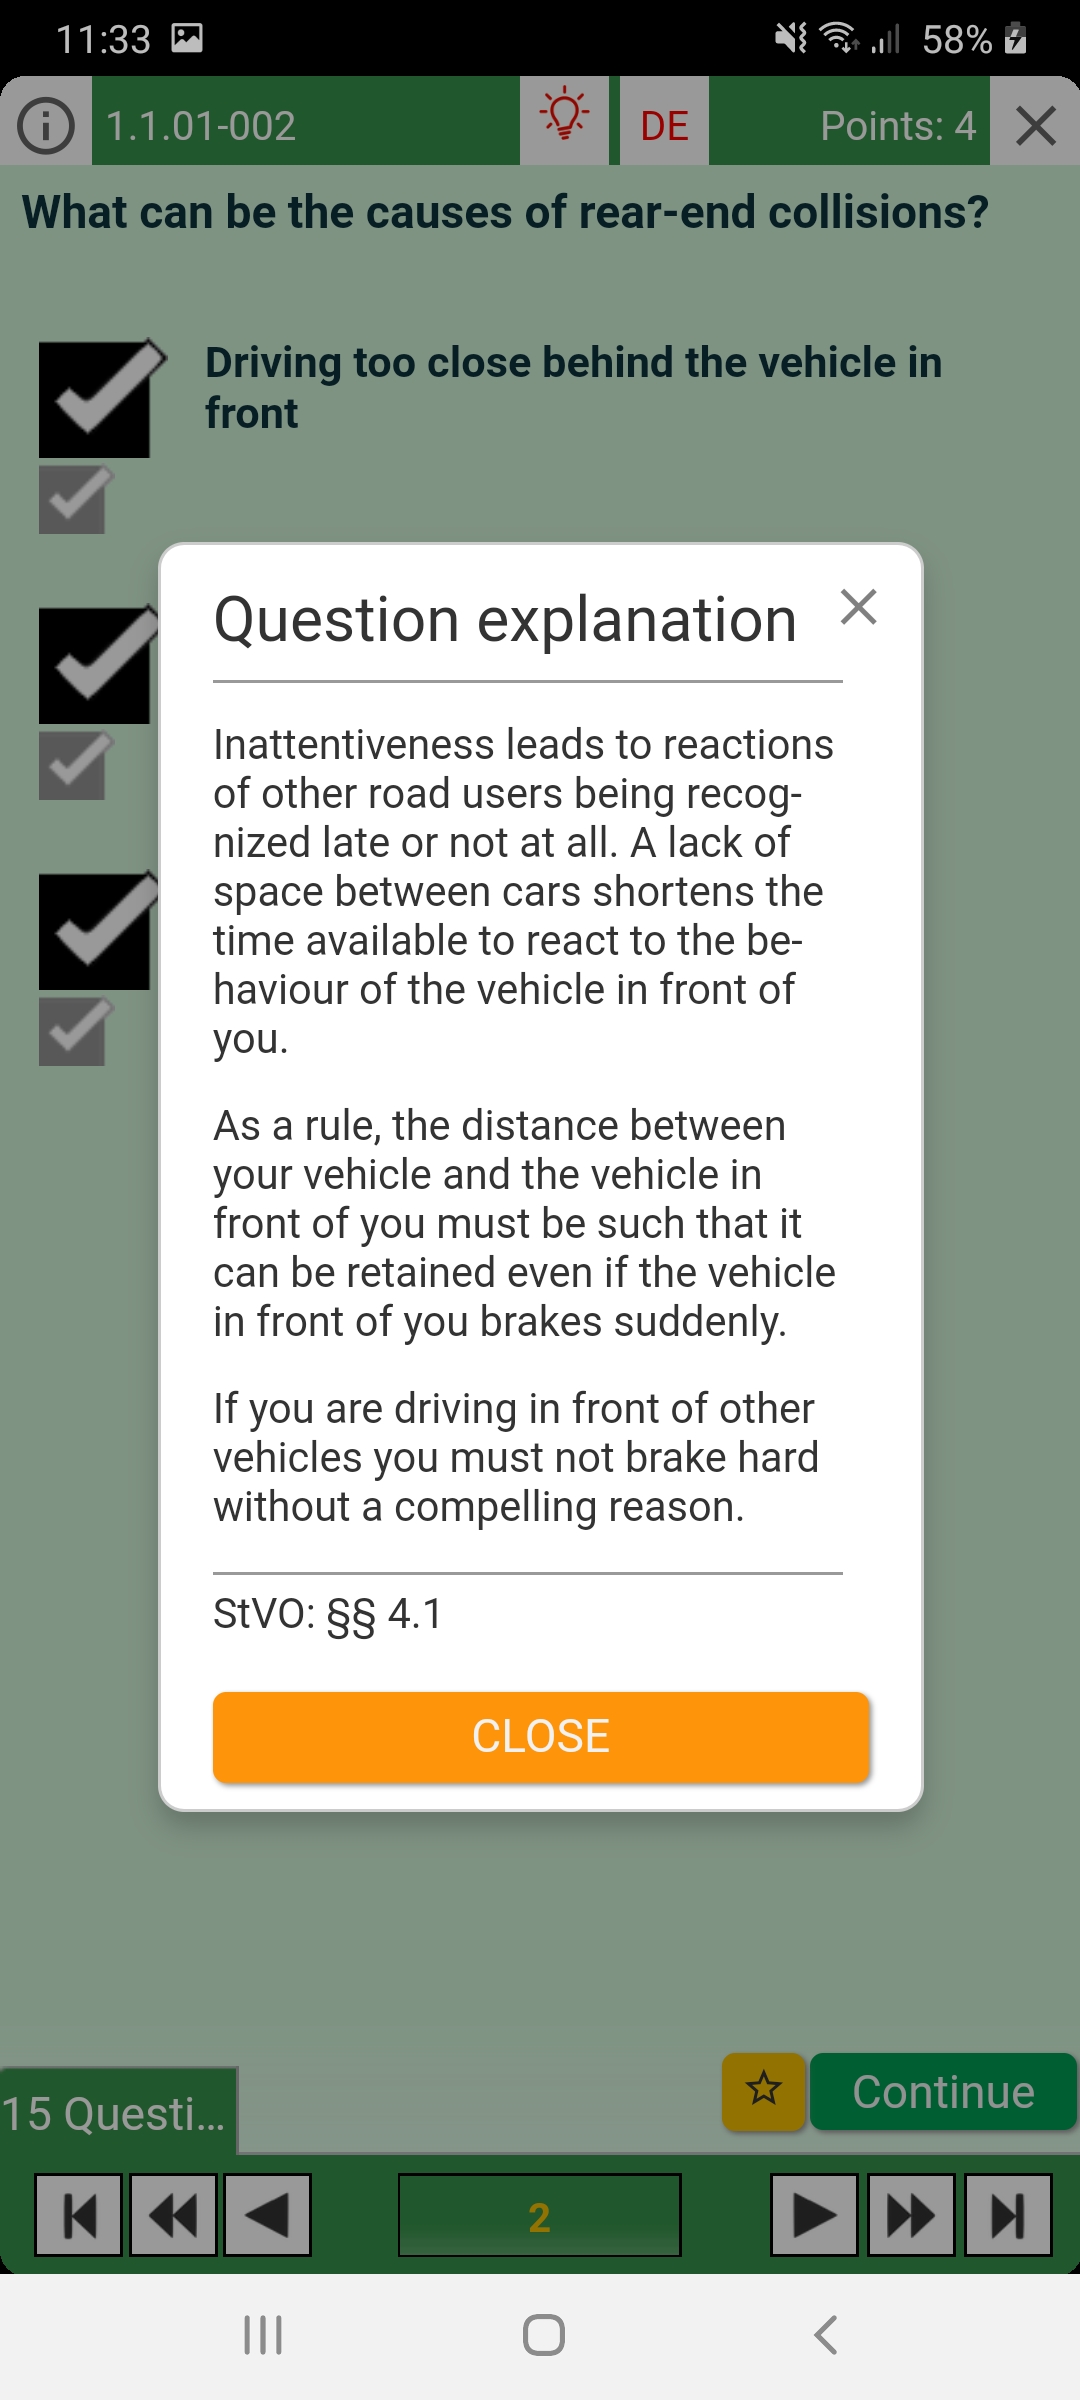 11:33
58%
1.1.01-002
DE
Points: 4
What can be the causes of rear-end collisions?
Driving too close behind the vehicle in
front
Question explanation
Inattentiveness leads to reactions
of other road users being recog-
nized late or not at all. A lack of
space between cars shortens the
time available to react to the be-
haviour of the vehicle in front of
you.
As a rule, the distance between
your vehicle and the vehicle in
front of you must be such that it
can be retained even if the vehicle
in front of you brakes suddenly.
If you are driving in front of other
vehicles you must not brake hard
without a compelling reason.
StVO: §§ 4.1
CLOSE
15 Questi...
Continue
2